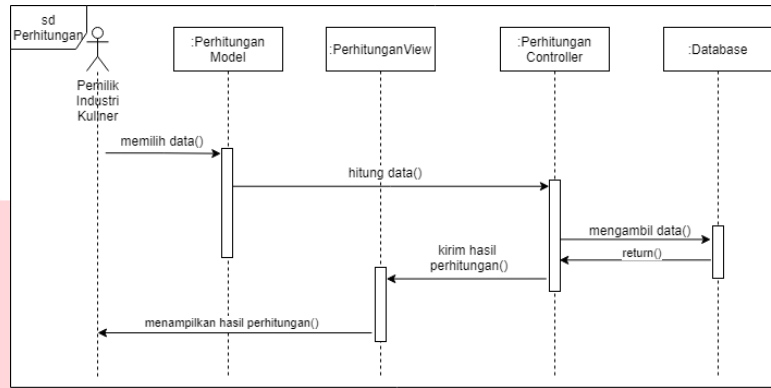 sd
Perhitungan
Pemilik
Industri
Kuliner
:Perhitungan
Model
:PerhitunganView
:Perhitungan
Controller
:Database
memilih data()
hitung data()
mengambil data()
return()
kirim hasil
perhitungan()
menampilkan hasil perhitungan()